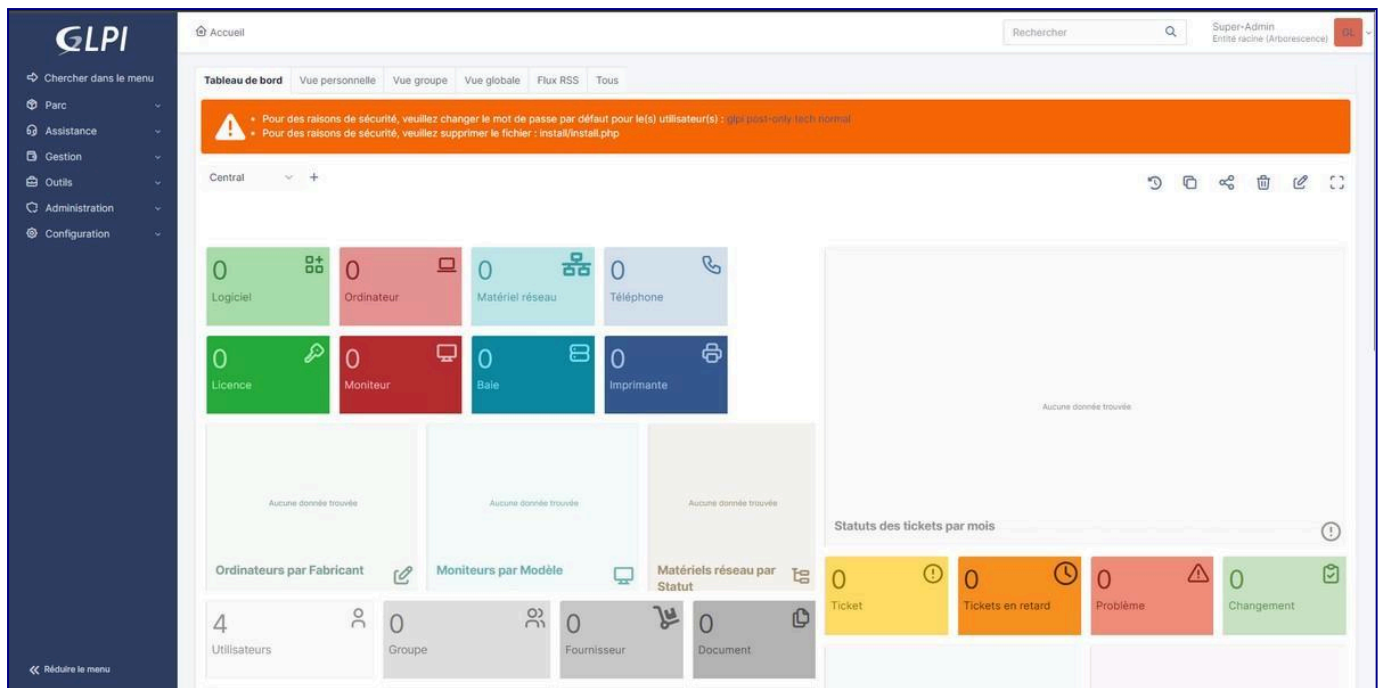 GLPI
Accueil
Rechercher
Super-Admin
Entité racine (Arborescence)
GL
Chercher dans le menu
Parc
Assistance
Gestion
Outils
Administration
Configuration
Réduire le menu
Tableau de bord Vue personnelle Vue groupe Vue globale Flux RSS Tous
Pour des raisons de sécurité, veuillez changer le mot de passe par défaut pour le(s) utilisateur(s) : glpi post-only tech normal
Pour des raisons de sécurité, veuillez supprimer le fichier : install/install.php
Central
0
Logiciel
0
Ordinateur
0
Matériel réseau
0
Téléphone
0
Licence
0
Moniteur
0
Baie
0
Imprimante
Aucune donnée trouvée
Statuts des tickets par mois
Aucune donnée trouvée
Ordinateurs par Fabricant
Aucune donnée trouvée
Moniteurs par Modèle
Aucune donnée trouvée
Matériels réseau par
Statut
4
Utilisateurs
0
Groupe
0
Fournisseur
0
Document
0
Ticket
0
Tickets en retard
0
Problème
0
Changement